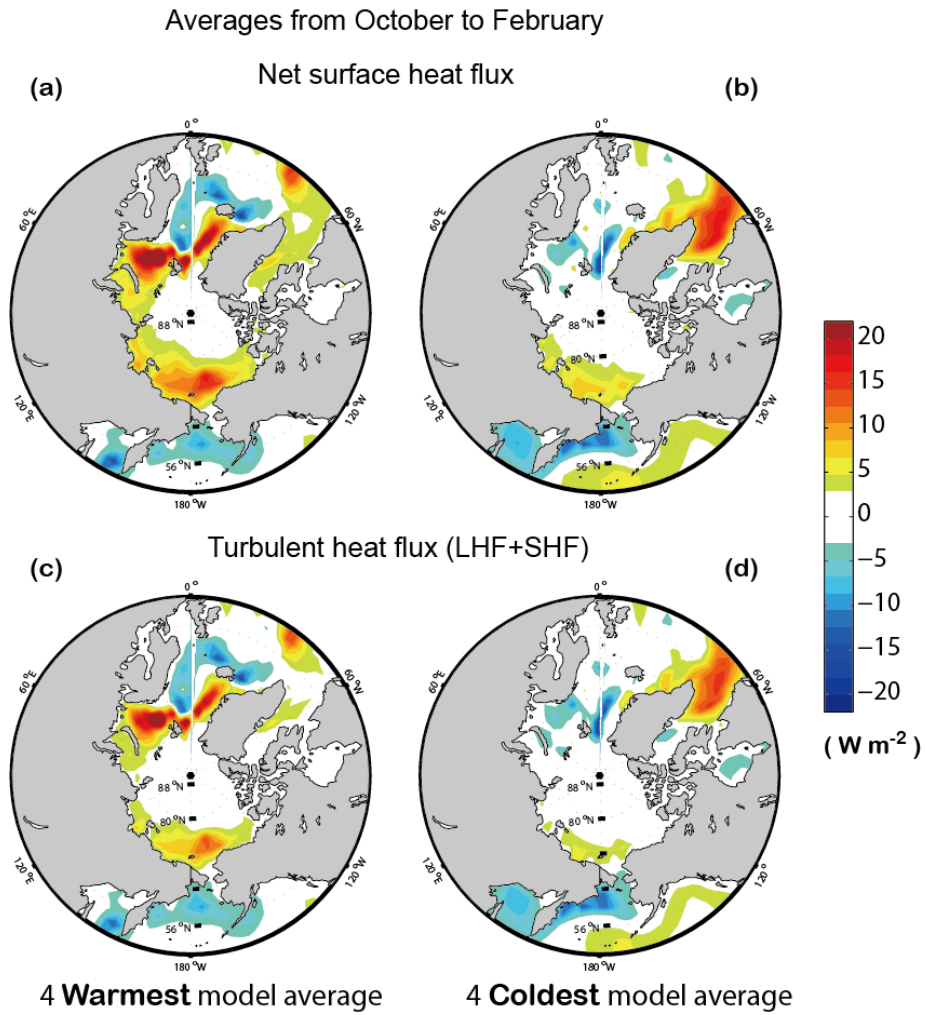 Averages from October to February
Net surface heat flux
(a)
(b)
0°
0°
60°E
60°W
60°E
60°W
88°N
88°N
80°N
120°E
120°W
120°E
120°W
56°N
56°N
180°W
180°W
20
15
10
5
0
−5
−10
−15
−20
( W m-2 )
Turbulent heat flux (LHF+SHF)
(c)
(d)
0°
0°
60°E
60°W
60°E
60°W
88°N
88°N
80°N
80°N
120°E
120°W
120°E
120°
56°N
56°N
180°W
180°W
4 Warmest model average
4 Coldest model average